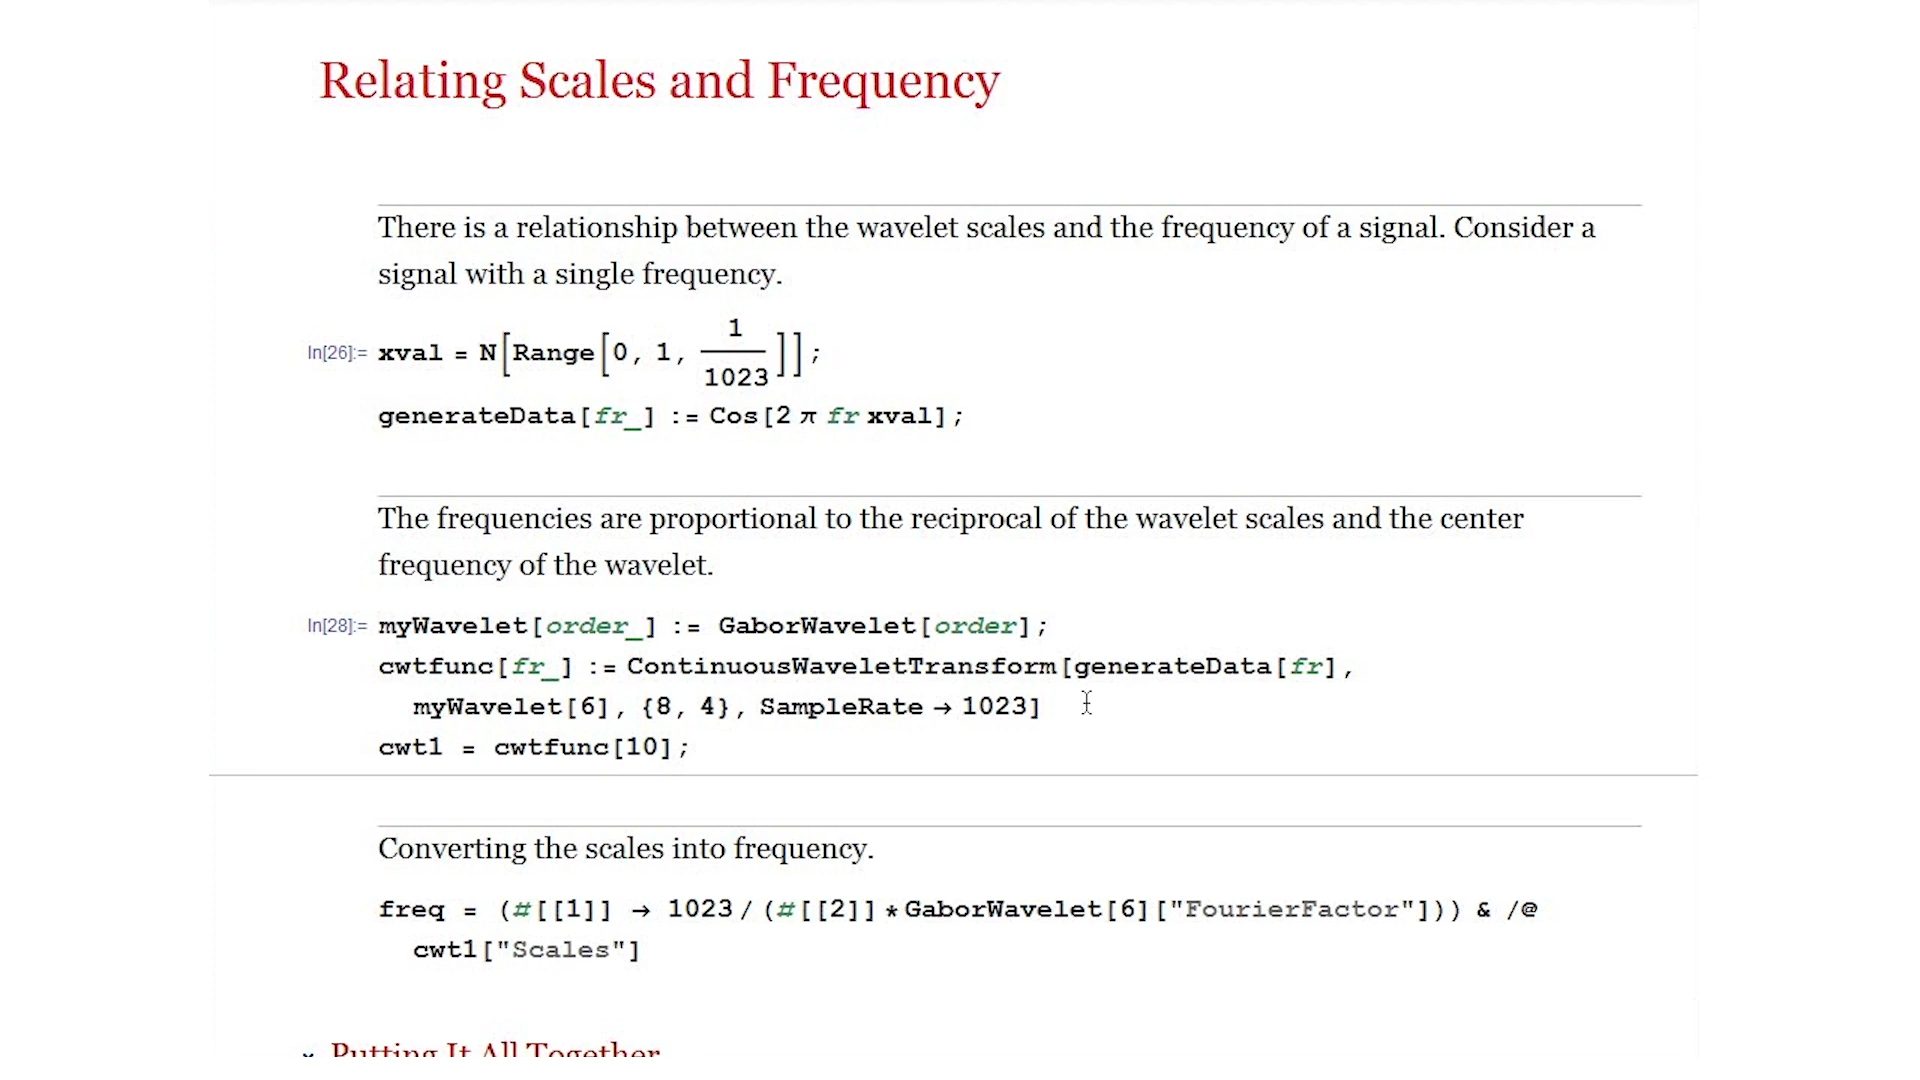 Relating Scales and Frequency
There is a relationship between the wavelet scales and the frequency of a signal. Consider a
signal with a single frequency.
In[26]:= xval = N[Range[0, 1, 1/1023]];
generateData[fr_] := Cos[2 π fr xval];
The frequencies are proportional to the reciprocal of the wavelet scales and the center
frequency of the wavelet.
In[28]:= myWavelet[order_] := GaborWavelet[order];
cwtfunc[fr_] := ContinuousWaveletTransform[generateData[fr],
myWavelet[6], {8, 4}, SampleRate → 1023]
cwt1 = cwtfunc[10];
Converting the scales into frequency.
freq = (#[[1]] → 1023 / (#[[2]] * GaborWavelet[6]["FourierFactor"])) & /@
cwt1["Scales"]
Putting It All Together